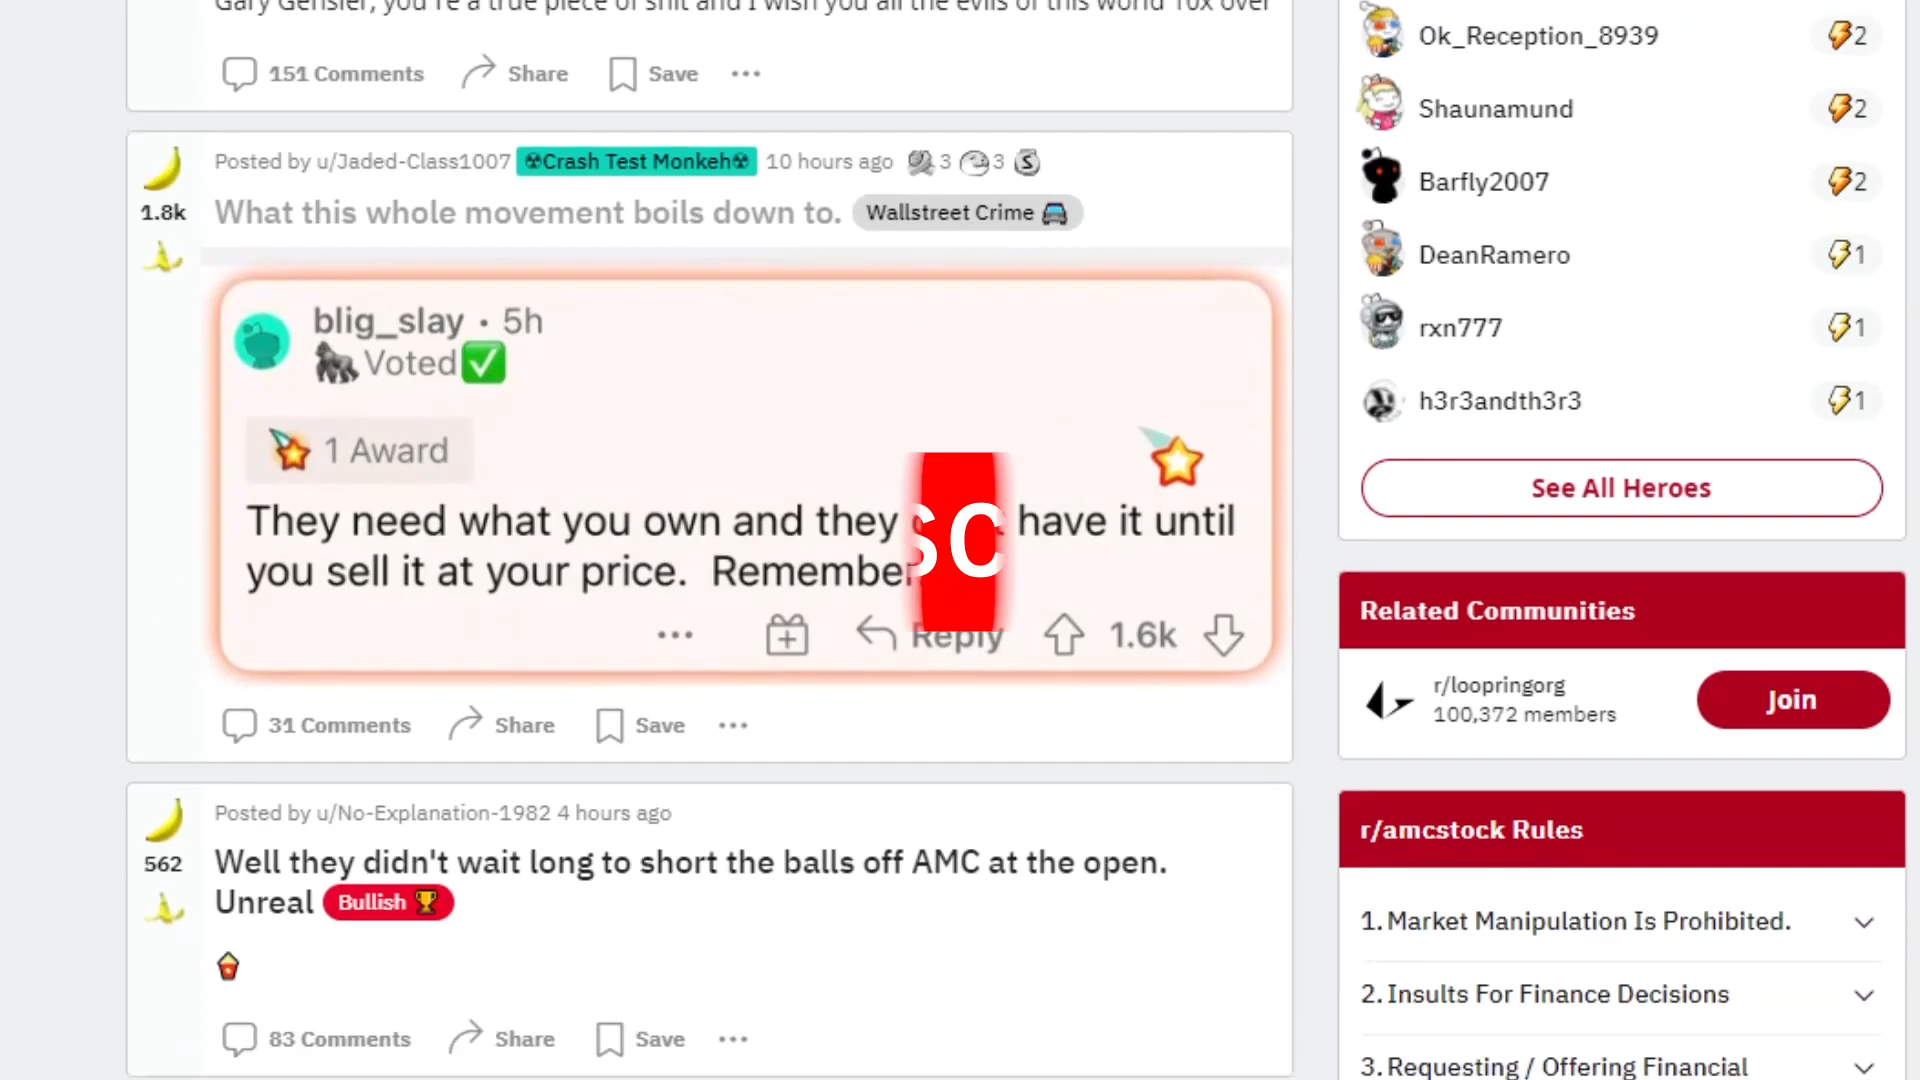 151 Comments Share Save
Posted by u/Jaded-Class1007 ☢Crash Test Monkeh☢ 10 hours ago 3 3 S
1.8k
What this whole movement boils down to. Wallstreet Crime 🚘
blig_slay • 5h
🦍Voted✅
1 Award
They need what you own and they have it until
you sell it at your price. Remember
sc
Reply 1.6k
31 Comments Share Save
Posted by u/No-Explanation-1982 4 hours ago
562
Well they didn't wait long to short the balls off AMC at the open.
Unreal Bullish 🏆
🍿
83 Comments Share Save
Ok_Reception_8939 2
Shaunamund 2
Barfly2007 2
DeanRamero 1
rxn777 1
h3r3andth3r3 1
See All Heroes
Related Communities
r/loopringorg
100,372 members
Join
r/amcstock Rules
1. Market Manipulation Is Prohibited.
2. Insults For Finance Decisions
3. Requesting / Offering Financial